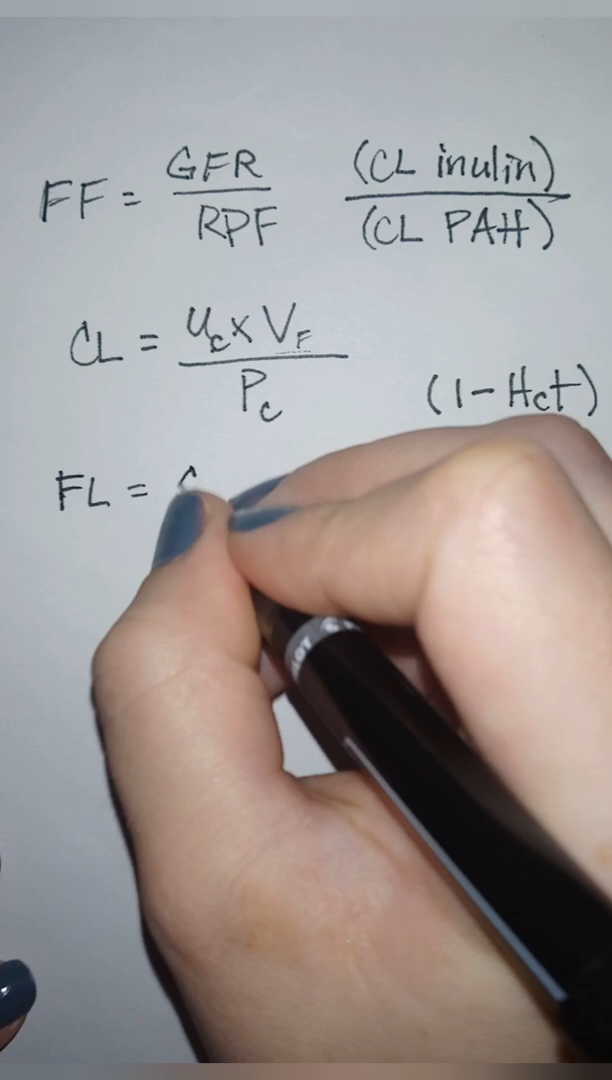 FF = GFR / RPF (CL inulin) / (CL PAH)
CL = Uc x VF / Pc
(1 - Hct)
FL =